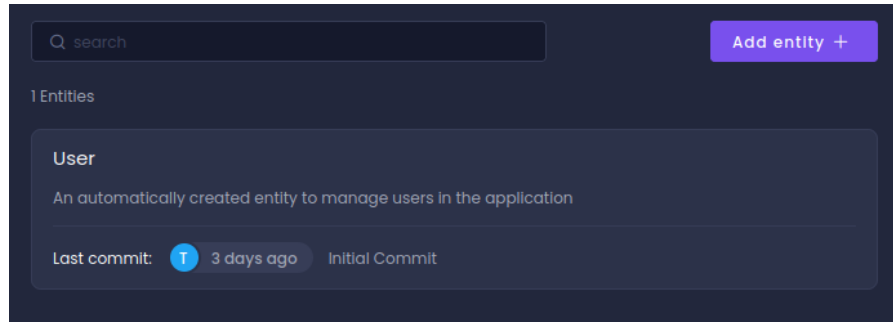 search
Add entity +
1 Entities
User
An automatically created entity to manage users in the application
Last commit: T 3 days ago Initial Commit